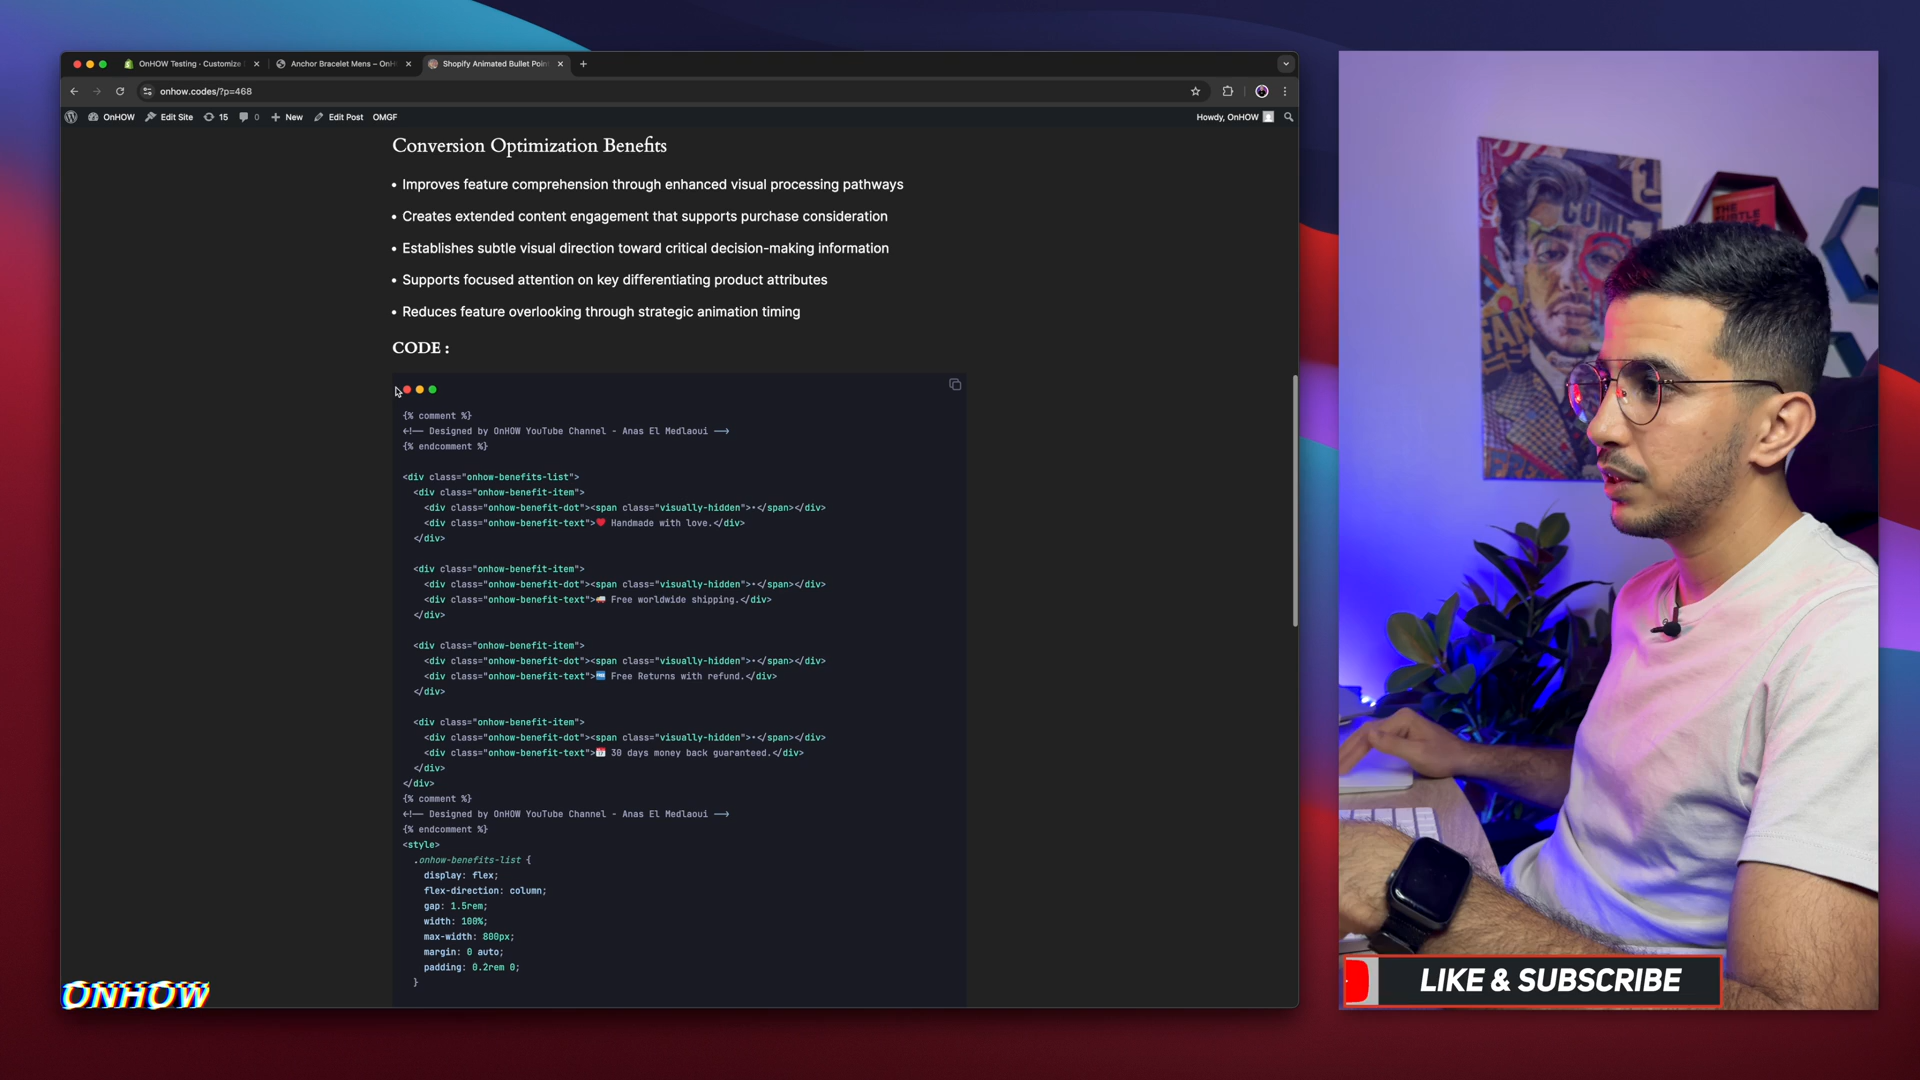 OnHOW Testing · Customize
Anchor Bracelet Mens – OnH
Shopify Animated Bullet Poin
onhow.codes/?p=468
OnHOW
Edit Site
15
0
New
Edit Post
OMGF
Howdy, OnHOW
Conversion Optimization Benefits
• Improves feature comprehension through enhanced visual processing pathways
• Creates extended content engagement that supports purchase consideration
• Establishes subtle visual direction toward critical decision-making information
• Supports focused attention on key differentiating product attributes
• Reduces feature overlooking through strategic animation timing
CODE :
{% comment %}
<!-- Designed by OnHOW YouTube Channel - Anas El Medlaoui -->
{% endcomment %}
<div class="onhow-benefits-list">
<div class="onhow-benefit-item">
<div class="onhow-benefit-dot"><span class="visually-hidden">•</span></div>
<div class="onhow-benefit-text">❤️ Handmade with love.</div>
</div>
<div class="onhow-benefit-item">
<div class="onhow-benefit-dot"><span class="visually-hidden">•</span></div>
<div class="onhow-benefit-text">🚚 Free worldwide shipping.</div>
</div>
<div class="onhow-benefit-item">
<div class="onhow-benefit-dot"><span class="visually-hidden">•</span></div>
<div class="onhow-benefit-text">🆓 Free Returns with refund.</div>
</div>
<div class="onhow-benefit-item">
<div class="onhow-benefit-dot"><span class="visually-hidden">•</span></div>
<div class="onhow-benefit-text">📅 30 days money back guaranteed.</div>
</div>
</div>
{% comment %}
<!-- Designed by OnHOW YouTube Channel - Anas El Medlaoui -->
{% endcomment %}
<style>
.onhow-benefits-list {
display: flex;
flex-direction: column;
gap: 1.5rem;
width: 100%;
max-width: 800px;
margin: 0 auto;
padding: 0.2rem 0;
}
ONHOW
THE
SUBTLE
LIKE & SUBSCRIBE